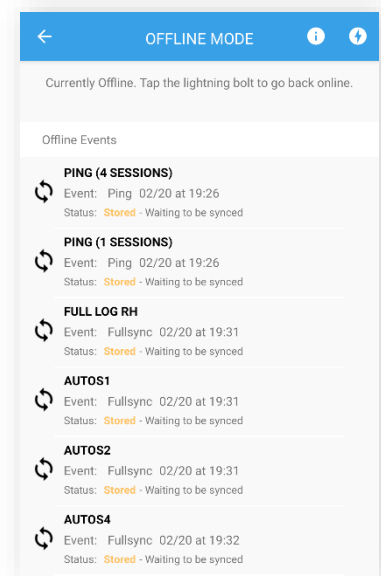 OFFLINE MODE
Currently Offline. Tap the lightning bolt to go back online.
Offline Events
PING (4 SESSIONS)
Event: Ping 02/20 at 19:26
Status: Stored - Waiting to be synced
PING (1 SESSIONS)
Event: Ping 02/20 at 19:26
Status: Stored - Waiting to be synced
FULL LOG RH
Event: Fullsync 02/20 at 19:31
Status: Stored - Waiting to be synced
AUTOS1
Event: Fullsync 02/20 at 19:31
Status: Stored - Waiting to be synced
AUTOS2
Event: Fullsync 02/20 at 19:31
Status: Stored - Waiting to be synced
AUTOS4
Event: Fullsync 02/20 at 19:32
Status: Stored - Waiting to be synced